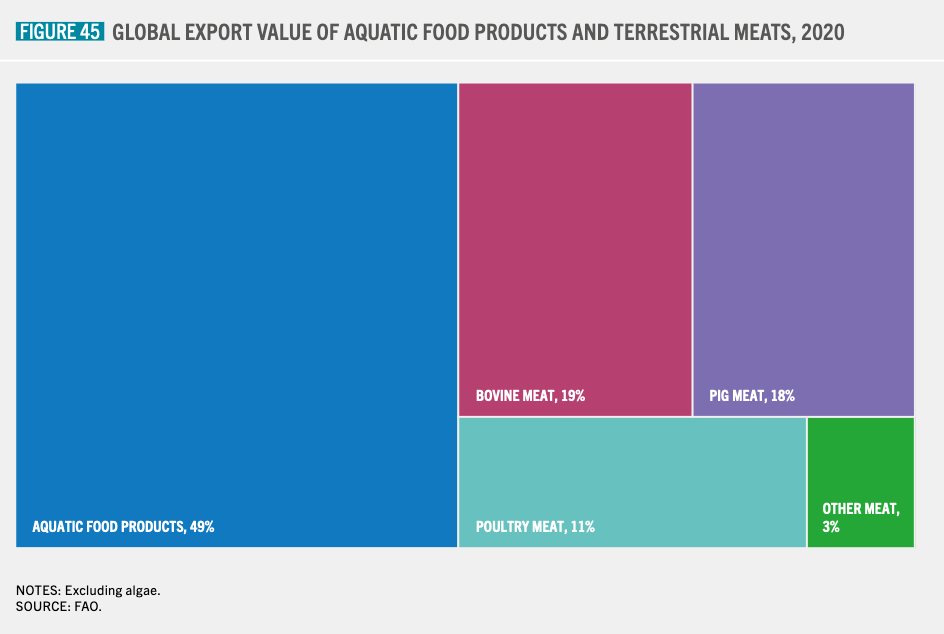 FIGURE 45 GLOBAL EXPORT VALUE OF AQUATIC FOOD PRODUCTS AND TERRESTRIAL MEATS, 2020
BOVINE MEAT, 19%
PIG MEAT, 18%
AQUATIC FOOD PRODUCTS, 49%
POULTRY MEAT, 11%
OTHER MEAT,
3%
NOTES: Excluding algae.
SOURCE: FAO.